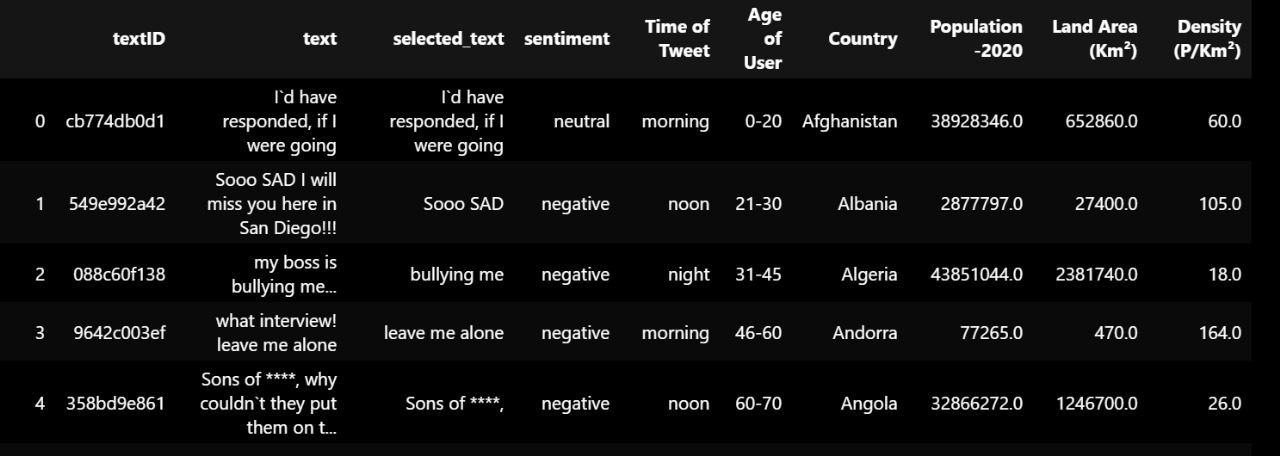 textID text selected_text sentiment Time of Tweet Age of User Country Population -2020 Land Area (Km²) Density (P/Km²)
0 cb774db0d1 I`d have responded, if I were going I`d have responded, if I were going neutral morning 0-20 Afghanistan 38928346.0 652860.0 60.0
1 549e992a42 Sooo SAD I will miss you here in San Diego!!! Sooo SAD negative noon 21-30 Albania 2877797.0 27400.0 105.0
2 088c60f138 my boss is bullying me... bullying me negative night 31-45 Algeria 43851044.0 2381740.0 18.0
3 9642c003ef what interview! leave me alone leave me alone negative morning 46-60 Andorra 77265.0 470.0 164.0
4 358bd9e861 Sons of ****, why couldn`t they put them on t... Sons of ****, negative noon 60-70 Angola 32866272.0 1246700.0 26.0